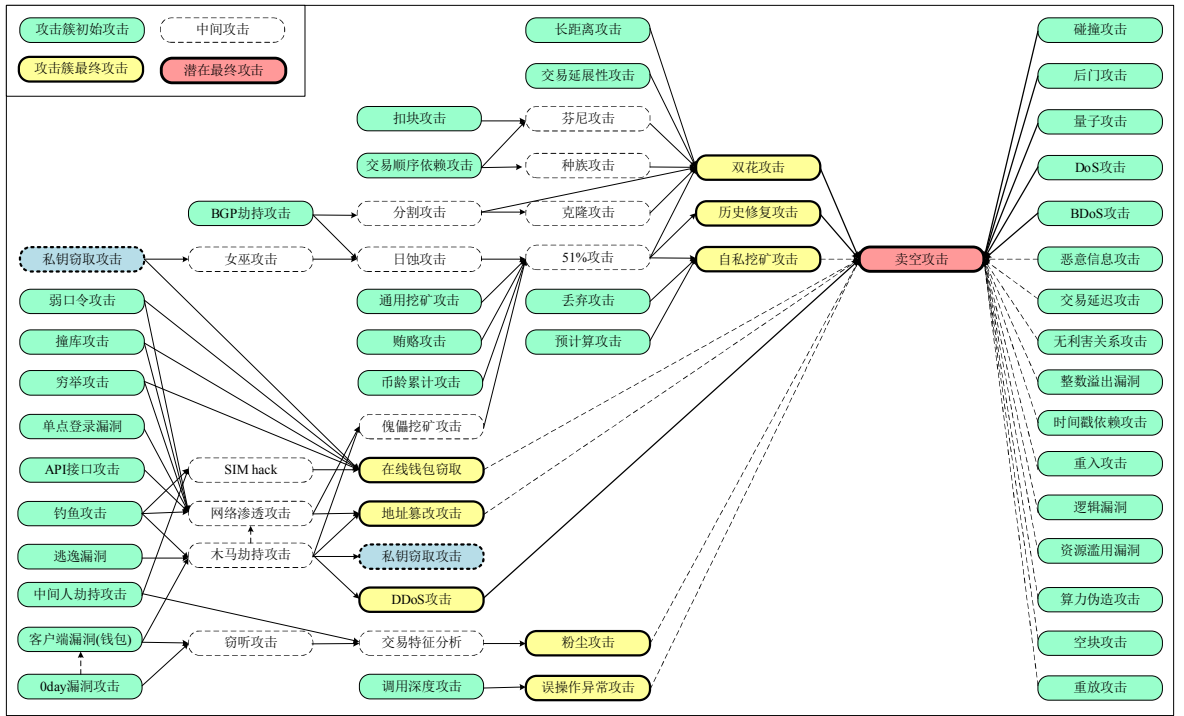 攻击簇初始攻击
中间攻击
攻击簇最终攻击
潜在最终攻击
长距离攻击
交易延展性攻击
扣块攻击
芬尼攻击
交易顺序依赖攻击
种族攻击
双花攻击
BGP劫持攻击
分割攻击
克隆攻击
历史修复攻击
私钥窃取攻击
女巫攻击
日蚀攻击
51%攻击
自私挖矿攻击
卖空攻击
弱口令攻击
通用挖矿攻击
丢弃攻击
撞库攻击
贿赂攻击
预计算攻击
穷举攻击
币龄累计攻击
单点登录漏洞
傀儡挖矿攻击
API接口攻击
SIM hack
在线钱包窃取
钓鱼攻击
网络渗透攻击
地址篡改攻击
逃逸漏洞
木马劫持攻击
私钥窃取攻击
中间人劫持攻击
DDoS攻击
客户端漏洞(钱包)
窃听攻击
交易特征分析
粉尘攻击
0day漏洞攻击
调用深度攻击
误操作异常攻击
碰撞攻击
后门攻击
量子攻击
DoS攻击
BDoS攻击
恶意信息攻击
交易延迟攻击
无利害关系攻击
整数溢出漏洞
时间戳依赖攻击
重入攻击
逻辑漏洞
资源滥用漏洞
算力伪造攻击
空块攻击
重放攻击